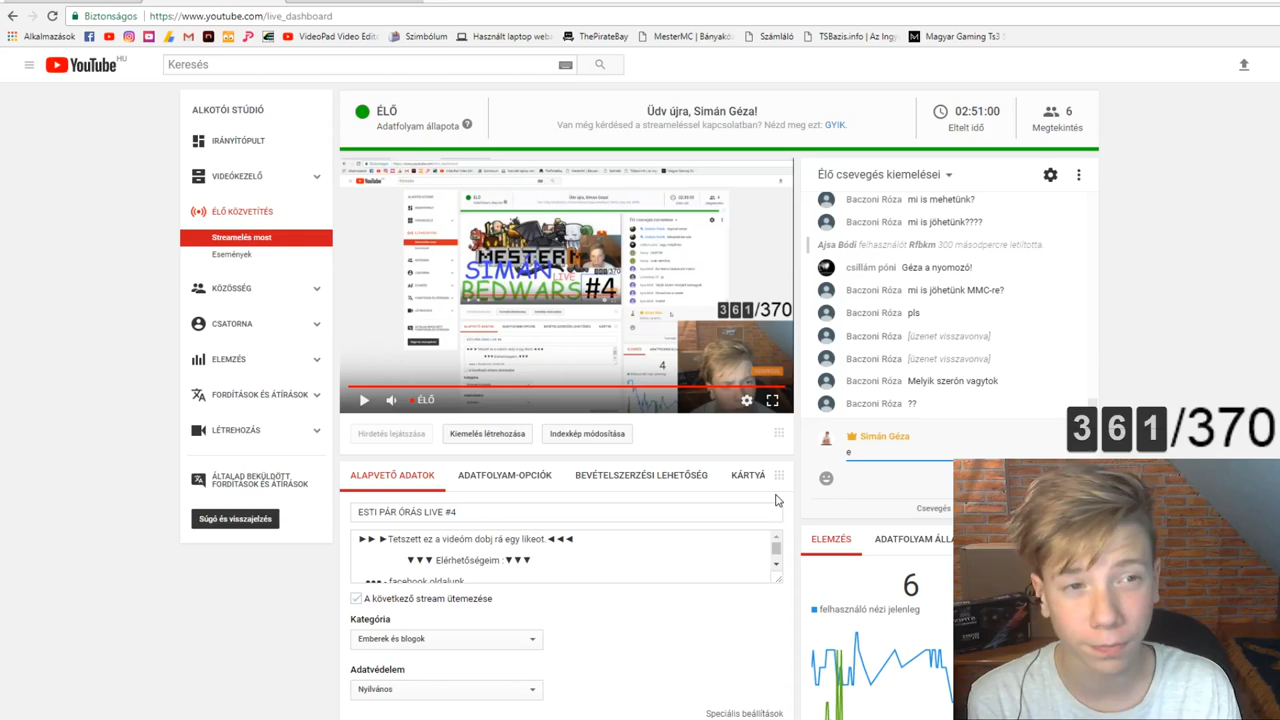 Biztonságos
https://www.youtube.com/live_dashboard
Alkalmazások
VideoPad Video Edit
Szimbólum
Használt laptop web
ThePirateBay
MesterMC | Bányako
Számláló
TSBazis.info | Az Ing
Magyar Gaming Ts3
YouTube HU
Keresés
ALKOTÓI STÚDIÓ
IRÁNYÍTÓPULT
VIDEÓKEZELŐ
ÉLŐ KÖZVETÍTÉS
Streamelés most
Események
KÖZÖSSÉG
CSATORNA
ELEMZÉS
FORDÍTÁSOK ÉS ÁTÍRÁSOK
LÉTREHOZÁS
ÁLTALAD BEKÜLDÖTT
FORDÍTÁSOK ÉS ÁTÍRÁSOK
Súgó és visszajelzés
ÉLŐ
Adatfolyam állapota ?
Üdv újra, Simán Géza!
Van még kérdésed a streameléssel kapcsolatban? Nézd meg ezt: GYIK.
02:51:00
Eltelt idő
6
Megtekintés
MESTER M
SIMÁN LIVE
BEDWARS #4
361/370
4
ÉLŐ
Hirdetés lejátszása
Kiemelés létrehozása
Indexkép módosítása
ALAPVETŐ ADATOK
ADATFOLYAM-OPCIÓK
BEVÉTELSZERZÉSI LEHETŐSÉG
KÁRTYÁ
ESTI PÁR ÓRÁS LIVE #4
►► ►Tetszett ez a videóm dobj rá egy likeot.◄◄◄
▼▼▼ Elérhetőségeim :▼▼▼
- facebook oldalunk
A következő stream ütemezése
Kategória
Emberek és blogok
Adatvédelem
Nyilvános
Speciális beállítások
Élő csevegés kiemelései
Baczoni Róza mi is mehetünk?
Baczoni Róza mi is jöhetünk????
Ajsa Bódi felhasználót Rfbkm 300 másodpercre letiltotta.
csillám póni Géza a nyomozó!
Baczoni Róza mi is jöhetünk MMC-re?
Baczoni Róza pls
Baczoni Róza [üzenet visszavonva]
Baczoni Róza [üzenet visszavonva]
Baczoni Róza Melyik szerón vagytok
Baczoni Róza ??
Simán Géza
e
Csevegés
361/370
ELEMZÉS
ADATFOLYAM ÁLLA
6
felhasználó nézi jelenleg